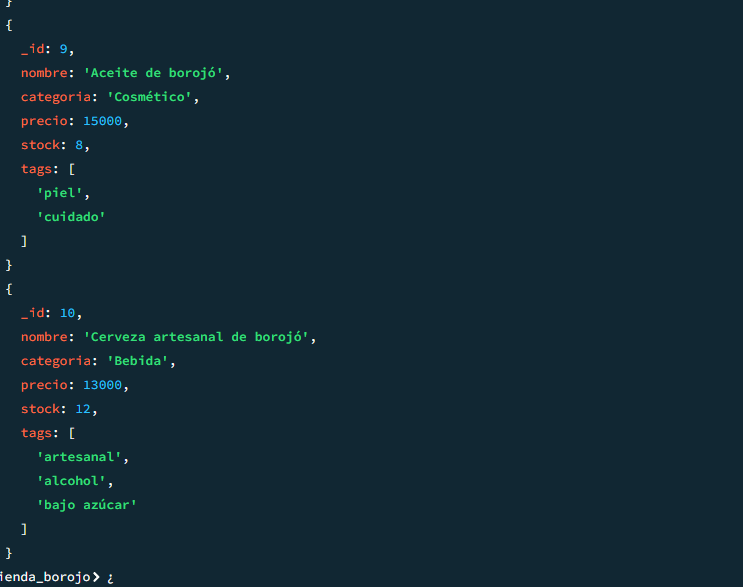 }
{
  _id: 9,
  nombre: 'Aceite de borojó',
  categoria: 'Cosmético',
  precio: 15000,
  stock: 8,
  tags: [
    'piel',
    'cuidado'
  ]
}
{
  _id: 10,
  nombre: 'Cerveza artesanal de borojó',
  categoria: 'Bebida',
  precio: 13000,
  stock: 12,
  tags: [
    'artesanal',
    'alcohol',
    'bajo azúcar'
  ]
}
ienda_borojo> ¿